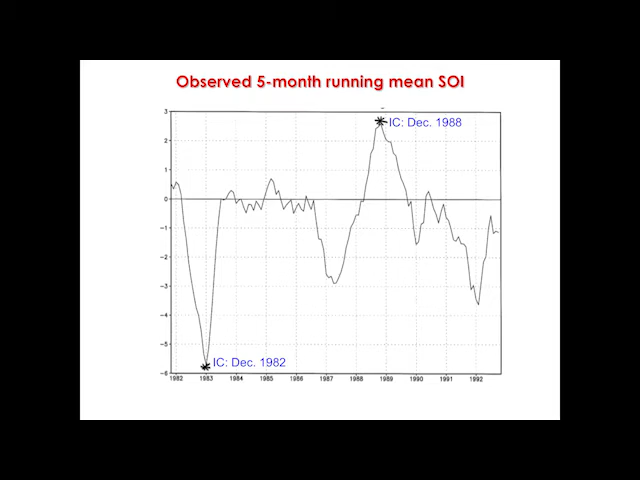 Observed 5-month running mean SOI
IC: Dec. 1988
3
2
1
0
-1
-2
-3
-4
-5
-6
IC: Dec. 1982
1982 1983 1984 1985 1986 1987 1988 1989 1990 1991 1992